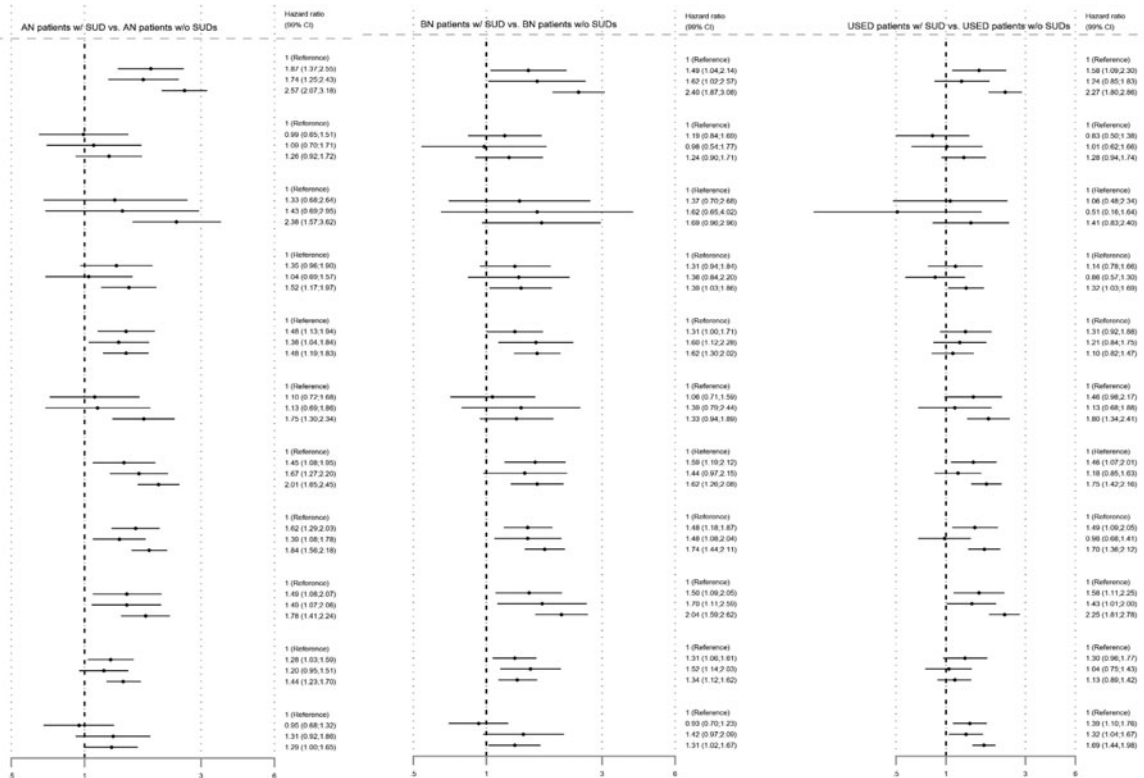 AN patients w/ SUD vs. AN patients w/o SUDs
Hazard ratio
(99% CI)
1 (Reference)
1.87 (1.37;2.55)
1.74 (1.25;2.43)
2.57 (2.07;3.18)
1 (Reference)
0.99 (0.65;1.51)
1.09 (0.70;1.71)
1.26 (0.92;1.72)
1 (Reference)
1.33 (0.68;2.64)
1.43 (0.69;2.95)
2.38 (1.57;3.62)
1 (Reference)
1.35 (0.96;1.90)
1.04 (0.69;1.57)
1.52 (1.17;1.97)
1 (Reference)
1.48 (1.13;1.94)
1.38 (1.04;1.84)
1.48 (1.19;1.83)
1 (Reference)
1.10 (0.72;1.68)
1.13 (0.69;1.86)
1.75 (1.30;2.34)
1 (Reference)
1.45 (1.08;1.95)
1.67 (1.27;2.20)
2.01 (1.65;2.45)
1 (Reference)
1.62 (1.29;2.03)
1.39 (1.08;1.78)
1.84 (1.56;2.18)
1 (Reference)
1.49 (1.08;2.07)
1.49 (1.07;2.08)
1.78 (1.41;2.24)
1 (Reference)
1.28 (1.03;1.59)
1.20 (0.95;1.51)
1.44 (1.23;1.70)
1 (Reference)
0.95 (0.68;1.32)
1.31 (0.92;1.86)
1.29 (1.00;1.65)
.5 1 3 6
BN patients w/ SUD vs. BN patients w/o SUDs
Hazard ratio
(99% CI)
1 (Reference)
1.49 (1.04;2.14)
1.62 (1.02;2.57)
2.40 (1.87;3.08)
1 (Reference)
1.19 (0.84;1.69)
0.98 (0.54;1.77)
1.24 (0.90;1.71)
1 (Reference)
1.37 (0.70;2.68)
1.62 (0.65;4.02)
1.69 (0.96;2.96)
1 (Reference)
1.31 (0.94;1.84)
1.36 (0.84;2.20)
1.39 (1.03;1.86)
1 (Reference)
1.31 (1.00;1.71)
1.60 (1.12;2.28)
1.62 (1.30;2.02)
1 (Reference)
1.06 (0.71;1.59)
1.39 (0.79;2.44)
1.33 (0.94;1.89)
1 (Reference)
1.59 (1.19;2.12)
1.44 (0.97;2.15)
1.62 (1.26;2.08)
1 (Reference)
1.48 (1.18;1.87)
1.48 (1.08;2.04)
1.74 (1.44;2.11)
1 (Reference)
1.50 (1.09;2.05)
1.70 (1.11;2.59)
2.04 (1.59;2.62)
1 (Reference)
1.31 (1.06;1.61)
1.52 (1.14;2.03)
1.34 (1.12;1.62)
1 (Reference)
0.93 (0.70;1.23)
1.42 (0.97;2.09)
1.31 (1.02;1.67)
.5 1 3 6
USED patients w/ SUD vs. USED patients w/o SUDs
Hazard ratio
(99% CI)
1 (Reference)
1.58 (1.09;2.30)
1.24 (0.85;1.83)
2.27 (1.80;2.86)
1 (Reference)
0.83 (0.50;1.38)
1.01 (0.62;1.66)
1.28 (0.94;1.74)
1 (Reference)
1.06 (0.48;2.34)
0.51 (0.16;1.64)
1.41 (0.83;2.40)
1 (Reference)
1.14 (0.78;1.66)
0.86 (0.57;1.30)
1.32 (1.03;1.69)
1 (Reference)
1.31 (0.92;1.88)
1.21 (0.84;1.75)
1.10 (0.82;1.47)
1 (Reference)
1.46 (0.98;2.17)
1.13 (0.68;1.88)
1.80 (1.34;2.41)
1 (Reference)
1.46 (1.07;2.01)
1.18 (0.85;1.63)
1.75 (1.42;2.16)
1 (Reference)
1.49 (1.09;2.05)
0.98 (0.68;1.41)
1.70 (1.36;2.12)
1 (Reference)
1.58 (1.11;2.25)
1.43 (1.01;2.00)
2.25 (1.81;2.78)
1 (Reference)
1.30 (0.96;1.77)
1.04 (0.75;1.43)
1.13 (0.89;1.42)
1 (Reference)
1.39 (1.10;1.76)
1.32 (1.04;1.67)
1.69 (1.44;1.98)
.5 1 3 6